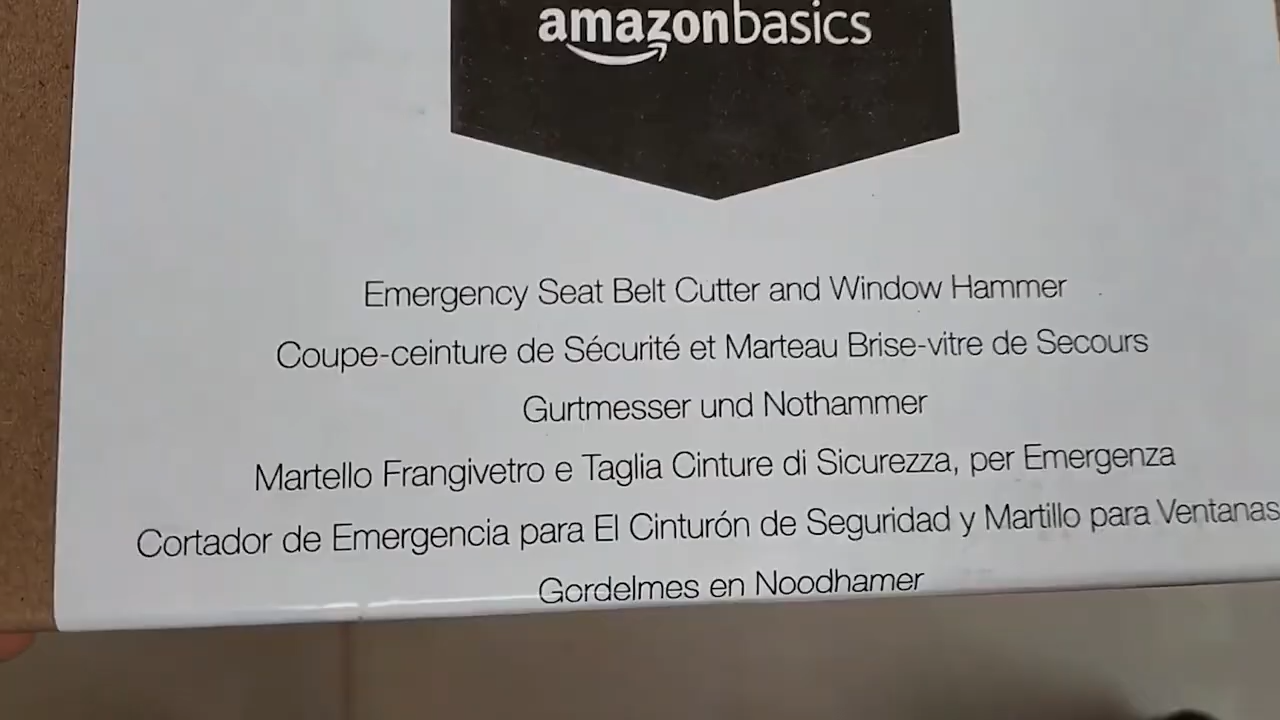 amazonbasics
Emergency Seat Belt Cutter and Window Hammer
Coupe-ceinture de Sécurité et Marteau Brise-vitre de Secours
Gurtmesser und Nothammer
Martello Frangivetro e Taglia Cinture di Sicurezza, per Emergenza
Cortador de Emergencia para El Cinturón de Seguridad y Martillo para Ventanas
Gordelmes en Noodhamer